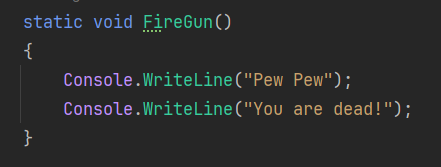 static void FireGun()
{
    Console.WriteLine("Pew Pew");
    Console.WriteLine("You are dead!");
}